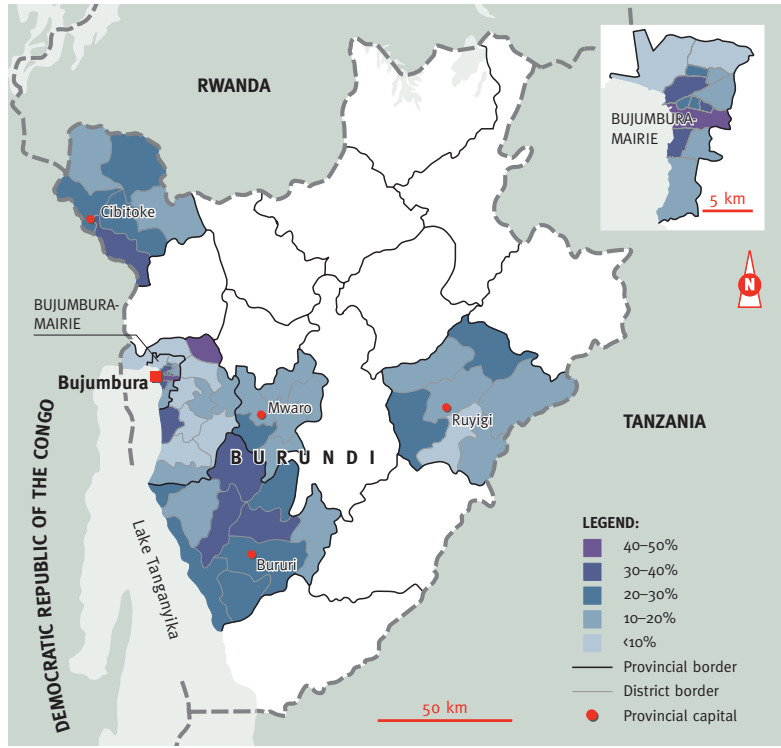 RWANDA
BUJUMBURA-
MAIRIE
5 km
N
Cibitoke
BUJUMBURA-
MAIRIE
Bujumbura
Mwaro
Ruyigi
TANZANIA
BURUNDI
DEMOCRATIC REPUBLIC OF THE CONGO
Lake Tanganyika
Bururi
50 km
LEGEND:
40–50%
30–40%
20–30%
10–20%
<10%
Provincial border
District border
Provincial capital